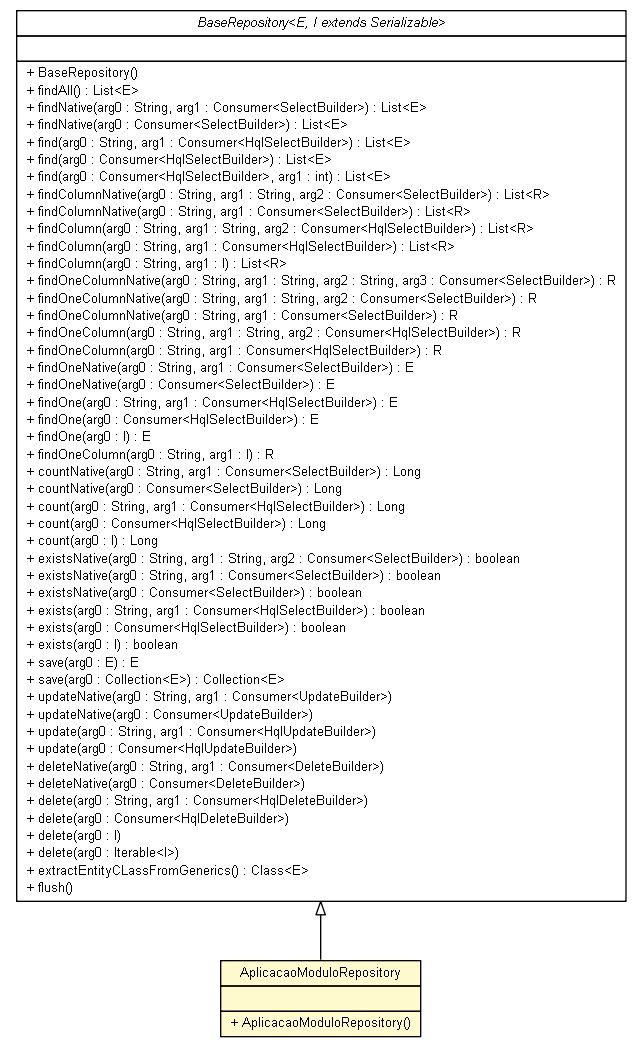 BaseRepository<E, I extends Serializable>
+ BaseRepository()
+ findAll() : List<E>
+ findNative(arg0 : String, arg1 : Consumer<SelectBuilder>) : List<E>
+ findNative(arg0 : Consumer<SelectBuilder>) : List<E>
+ find(arg0 : String, arg1 : Consumer<HqlSelectBuilder>) : List<E>
+ find(arg0 : Consumer<HqlSelectBuilder>) : List<E>
+ find(arg0 : Consumer<HqlSelectBuilder>, arg1 : int) : List<E>
+ findColumnNative(arg0 : String, arg1 : String, arg2 : Consumer<SelectBuilder>) : List<R>
+ findColumnNative(arg0 : String, arg1 : Consumer<SelectBuilder>) : List<R>
+ findColumn(arg0 : String, arg1 : String, arg2 : Consumer<HqlSelectBuilder>) : List<R>
+ findColumn(arg0 : String, arg1 : Consumer<HqlSelectBuilder>) : List<R>
+ findColumn(arg0 : String, arg1 : I) : List<R>
+ findOneColumnNative(arg0 : String, arg1 : String, arg2 : String, arg3 : Consumer<SelectBuilder>) : R
+ findOneColumnNative(arg0 : String, arg1 : String, arg2 : Consumer<SelectBuilder>) : R
+ findOneColumnNative(arg0 : String, arg1 : Consumer<SelectBuilder>) : R
+ findOneColumn(arg0 : String, arg1 : String, arg2 : Consumer<HqlSelectBuilder>) : R
+ findOneColumn(arg0 : String, arg1 : Consumer<HqlSelectBuilder>) : R
+ findOneNative(arg0 : String, arg1 : Consumer<SelectBuilder>) : E
+ findOneNative(arg0 : Consumer<SelectBuilder>) : E
+ findOne(arg0 : String, arg1 : Consumer<HqlSelectBuilder>) : E
+ findOne(arg0 : Consumer<HqlSelectBuilder>) : E
+ findOne(arg0 : I) : E
+ findOneColumn(arg0 : String, arg1 : I) : R
+ countNative(arg0 : String, arg1 : Consumer<SelectBuilder>) : Long
+ countNative(arg0 : Consumer<SelectBuilder>) : Long
+ count(arg0 : String, arg1 : Consumer<HqlSelectBuilder>) : Long
+ count(arg0 : Consumer<HqlSelectBuilder>) : Long
+ count(arg0 : I) : Long
+ existsNative(arg0 : String, arg1 : String, arg2 : Consumer<SelectBuilder>) : boolean
+ existsNative(arg0 : String, arg1 : Consumer<SelectBuilder>) : boolean
+ existsNative(arg0 : Consumer<SelectBuilder>) : boolean
+ exists(arg0 : String, arg1 : Consumer<HqlSelectBuilder>) : boolean
+ exists(arg0 : Consumer<HqlSelectBuilder>) : boolean
+ exists(arg0 : I) : boolean
+ save(arg0 : E) : E
+ save(arg0 : Collection<E>) : Collection<E>
+ updateNative(arg0 : String, arg1 : Consumer<UpdateBuilder>)
+ updateNative(arg0 : Consumer<UpdateBuilder>)
+ update(arg0 : String, arg1 : Consumer<HqlUpdateBuilder>)
+ update(arg0 : Consumer<HqlUpdateBuilder>)
+ deleteNative(arg0 : String, arg1 : Consumer<DeleteBuilder>)
+ deleteNative(arg0 : Consumer<DeleteBuilder>)
+ delete(arg0 : String, arg1 : Consumer<HqlDeleteBuilder>)
+ delete(arg0 : Consumer<HqlDeleteBuilder>)
+ delete(arg0 : I)
+ delete(arg0 : Iterable<I>)
+ extractEntityCLassFromGenerics() : Class<E>
+ flush()
AplicacaoModuloRepository
+ AplicacaoModuloRepository()